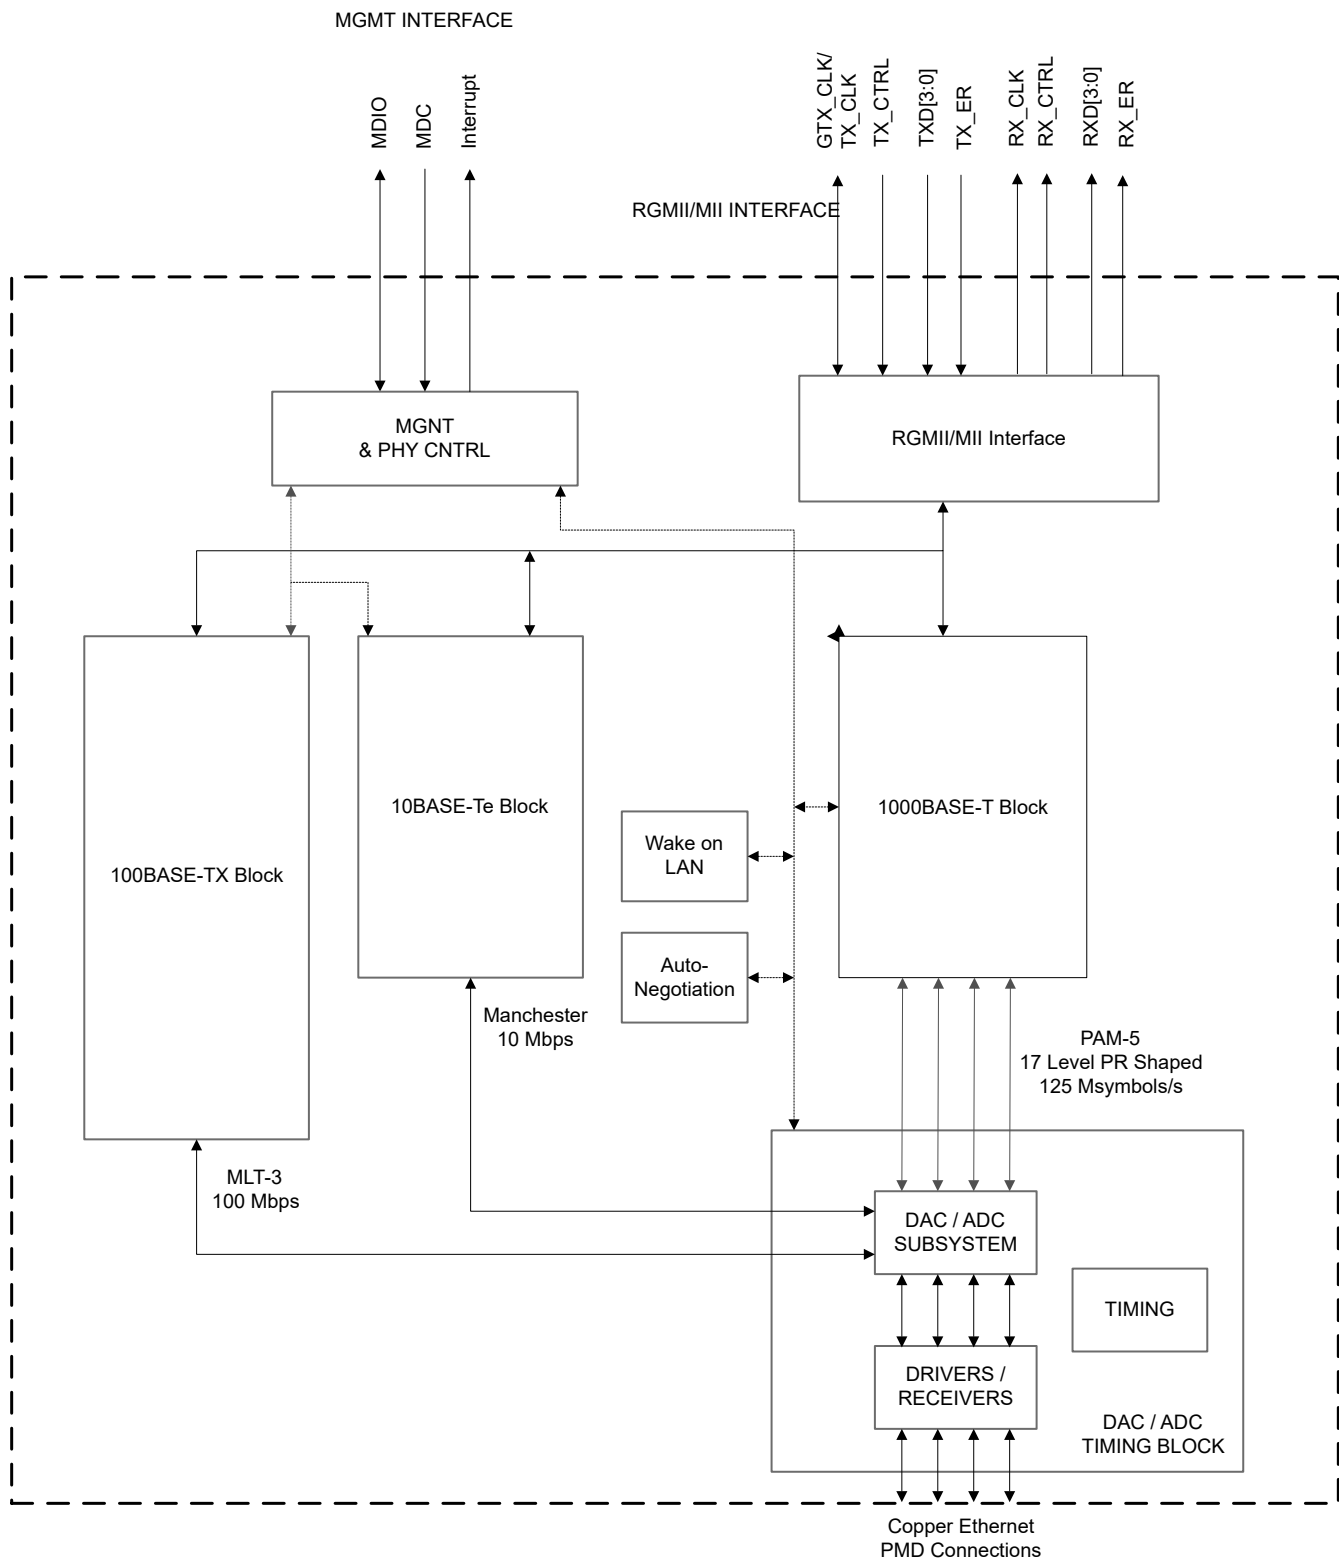 MGMT INTERFACE
MDIO
MDC
Interrupt
GTX_CLK/
TX_CLK
TX_CTRL
TXD[3:0]
TX_ER
RX_CLK
RX_CTRL
RXD[3:0]
RX_ER
RGMII/MII INTERFACE
MGNT
& PHY CNTRL
RGMII/MII Interface
100BASE-TX Block
10BASE-Te Block
1000BASE-T Block
Wake on
LAN
Auto-
Negotiation
Manchester
10 Mbps
PAM-5
17 Level PR Shaped
125 Msymbols/s
MLT-3
100 Mbps
DAC / ADC
SUBSYSTEM
TIMING
DRIVERS /
RECEIVERS
DAC / ADC
TIMING BLOCK
Copper Ethernet
PMD Connections